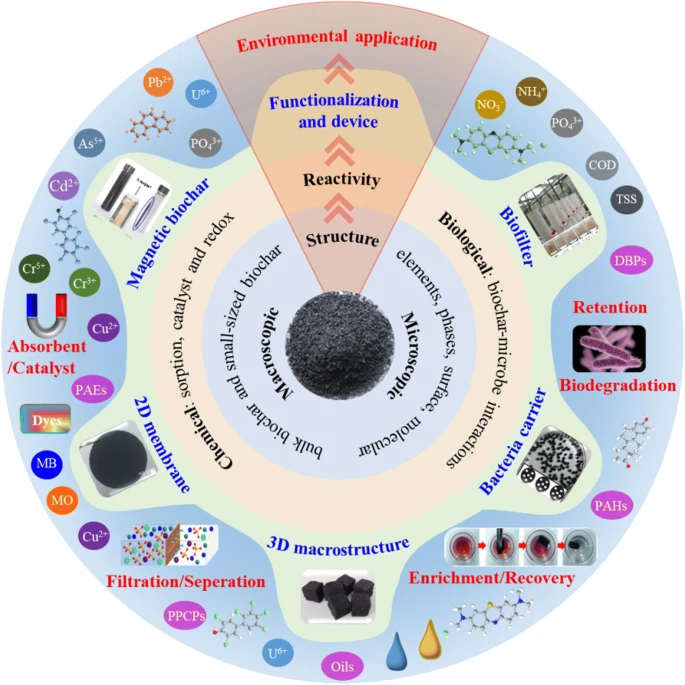 Environmental application
Functionalization
and device
Reactivity
Structure
Macroscopic
bulk biochar and small-sized biochar
Microscopic
elements, phases, surface, molecular
Chemical: sorption, catalyst and redox
Biological: biochar-microbe interactions
Magnetic biochar
Biofilter
Bacteria carrier
3D macrostructure
2D membrane
Pb²⁺
U⁶⁺
As⁵⁺
PO₄³⁺
Cd²⁺
Cr⁵⁺
Cr³⁺
Cu²⁺
Absorbent
/Catalyst
PAEs
Dyes
MB
MO
Cu²⁺
Filtration/Seperation
PPCPs
U⁶⁺
Oils
Enrichment/Recovery
PAHs
Biodegradation
Retention
DBPs
TSS
COD
PO₄³⁺
NH₄⁺
NO₃⁻